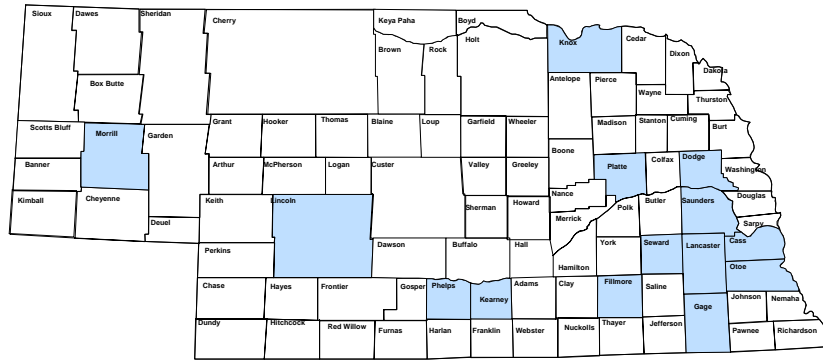 Sioux
Dawes
Sheridan
Cherry
Keya Paha
Boyd
Holt
Knox
Cedar
Dixon
Dakota
Brown
Rock
Box Butte
Antelope
Pierce
Wayne
Thurston
Scotts Bluff
Morrill
Garden
Grant
Hooker
Thomas
Blaine
Loup
Garfield
Wheeler
Madison
Stanton
Cuming
Burt
Boone
Banner
Arthur
McPherson
Logan
Custer
Valley
Greeley
Platte
Colfax
Dodge
Washington
Kimball
Cheyenne
Keith
Lincoln
Nance
Sherman
Howard
Merrick
Polk
Butler
Saunders
Douglas
Sarpy
Deuel
Perkins
Dawson
Buffalo
Hall
Hamilton
York
Seward
Lancaster
Cass
Otoe
Chase
Hayes
Frontier
Gosper
Phelps
Kearney
Adams
Clay
Fillmore
Saline
Gage
Johnson
Nemaha
Dundy
Hitchcock
Red Willow
Furnas
Harlan
Franklin
Webster
Nuckolls
Thayer
Jefferson
Pawnee
Richardson